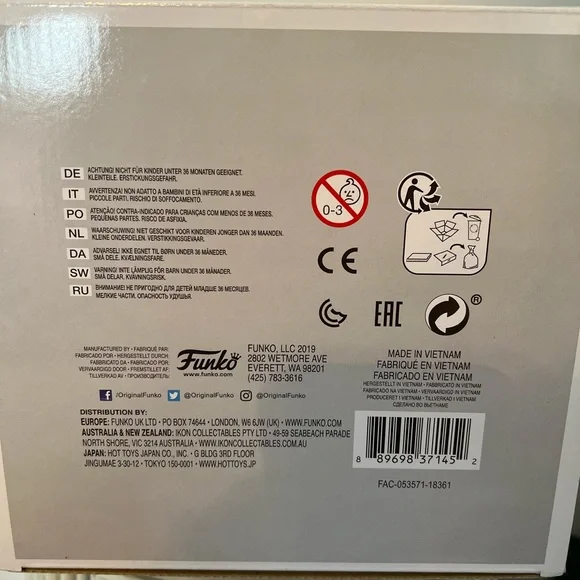 DE ACHTUNG! NICHT FÜR KINDER UNTER 36 MONATEN GEEIGNET.
KLEINTEILE. ERSTICKUNGSGEFAHR.
IT AVVERTENZA! NON ADATTO A BAMBINI DI ETÀ INFERIORE A 36 MESI.
PICCOLE PARTI. RISCHIO DI SOFFOCAMENTO.
PO ATENÇÃO! CONTRA-INDICADO PARA CRIANÇAS COM MENOS DE 36 MESES.
PEQUENAS PARTES. RISCO DE ASFIXIA.
NL WAARSCHUWING! NIET GESCHIKT VOOR KINDEREN JONGER DAN 36 MAANDEN.
KLEINE ONDERDELEN. VERSTIKKINGSGEVAAR.
DA ADVARSEL! IKKE EGNET TIL BØRN UNDER 36 MÅNEDER.
SMÅ DELE. KVÆLNINGSFARE.
SW VARNING! INTE LÄMPLIG FÖR BARN UNDER 36 MÅNADER.
SMÅ DELAR. KVÄVNINGSRISK.
RU ВНИМАНИЕ! НЕ ПРИГОДНО ДЛЯ ДЕТЕЙ МЛАДШЕ 36 МЕСЯЦЕВ.
МЕЛКИЕ ЧАСТИ, ОПАСНОСТЬ УДУШЬЯ.
0-3
CE
EAC
®
MANUFACTURED BY • FABRIQUÉ PAR:
FABRICADO POR • HERGESTELLT DURCH:
FABBRICATO DA • FABRICADO POR:
VERVAARDIGD DOOR • FREMSTILLET AF:
TILLVERKAD AV • ПРОИЗВОДИТЕЛЬ:
Funko
www.funko.com
FUNKO, LLC 2019
2802 WETMORE AVE
EVERETT, WA 98201
(425) 783-3616
/OriginalFunko @OriginalFunko @OriginalFunko
MADE IN VIETNAM
FABRIQUÉ EN VIETNAM
FABRICADO EN VIETNAM
HERGESTELLT IN VIETNAM • FABBRICATO IN VIETNAM
FABRICADO NO VIETNAM • VERVAARDIGD IN VIETNAM
PRODUCERET I VIETNAM • TILLVERKAD I VIETNAM
СДЕЛАНО ВО ВЬЕТНАМЕ
DISTRIBUTION BY:
EUROPE: FUNKO UK LTD • PO BOX 74644 • LONDON, W6 6JW (UK) • WWW.FUNKO.COM
AUSTRALIA & NEW ZEALAND: IKON COLLECTABLES PTY LTD • 49-59 SEABEACH PARADE
NORTH SHORE, VIC 3214 AUSTRALIA • WWW.IKONCOLLECTABLES.COM.AU
JAPAN: HOT TOYS JAPAN CO., INC. • G BLDG 3RD FLOOR
JINGUMAE 3-30-12 • TOKYO 150-0001 • WWW.HOTTOYS.JP
8 89698 37145 2
FAC-053571-18361